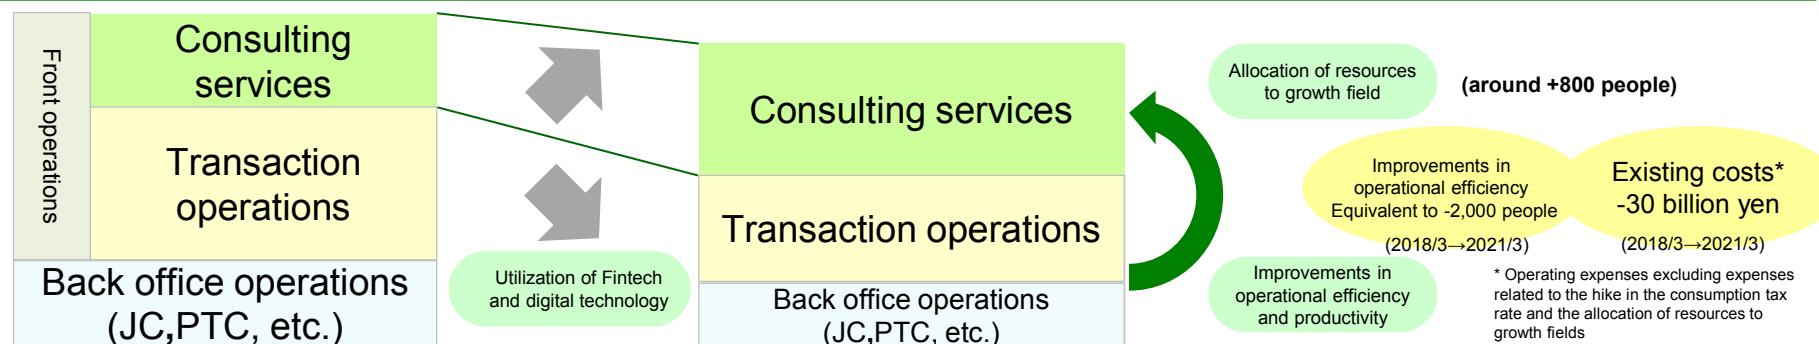 Front operations
Consulting
services
Transaction
operations
Back office operations
(JC,PTC, etc.)
Utilization of Fintech
and digital technology
Consulting services
Transaction operations
Back office operations
(JC,PTC, etc.)
Allocation of resources
to growth field
(around +800 people)
Improvements in
operational efficiency
Equivalent to -2,000 people
(2018/3→2021/3)
Existing costs*
-30 billion yen
(2018/3→2021/3)
Improvements in
operational efficiency
and productivity
* Operating expenses excluding expenses
related to the hike in the consumption tax
rate and the allocation of resources to
growth fields